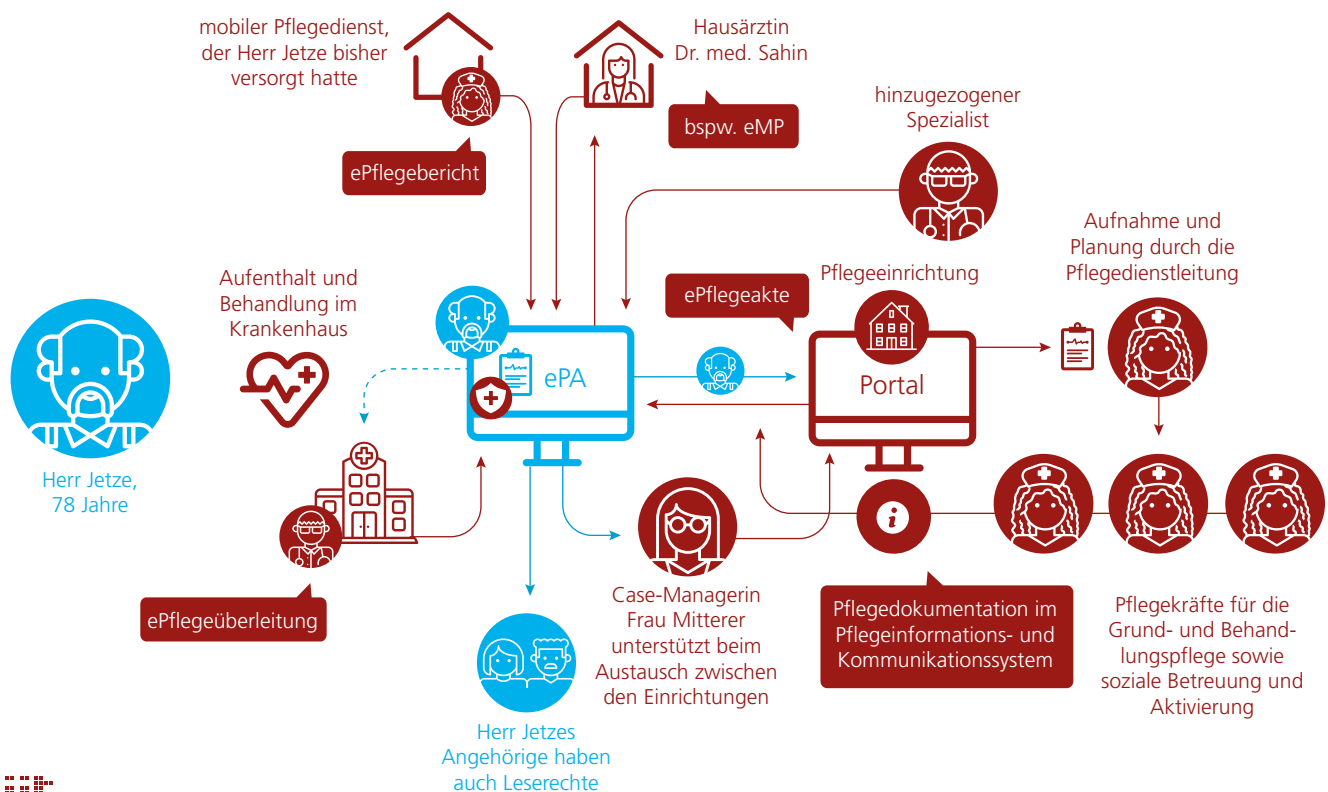 mobiler Pflegedienst,
der Herr Jetze bisher
versorgt hatte
ePflegebericht
Hausärztin
Dr. med. Sahin
bspw. eMP
hinzugezogener
Spezialist
Aufnahme und
Planung durch die
Pflegedienstleitung
Pflegeeinrichtung
ePflegeakte
Portal
Aufenthalt und
Behandlung im
Krankenhaus
ePA
Herr Jetze,
78 Jahre
ePflegeüberleitung
Case-Managerin
Frau Mitterer
unterstützt beim
Austausch zwischen
den Einrichtungen
i
Pflegedokumentation im
Pflegeinformations- und
Kommunikationssystem
Pflegekräfte für die
Grund- und Behand-
lungspflege sowie
soziale Betreuung und
Aktivierung
Herr Jetzes
Angehörige haben
auch Leserechte